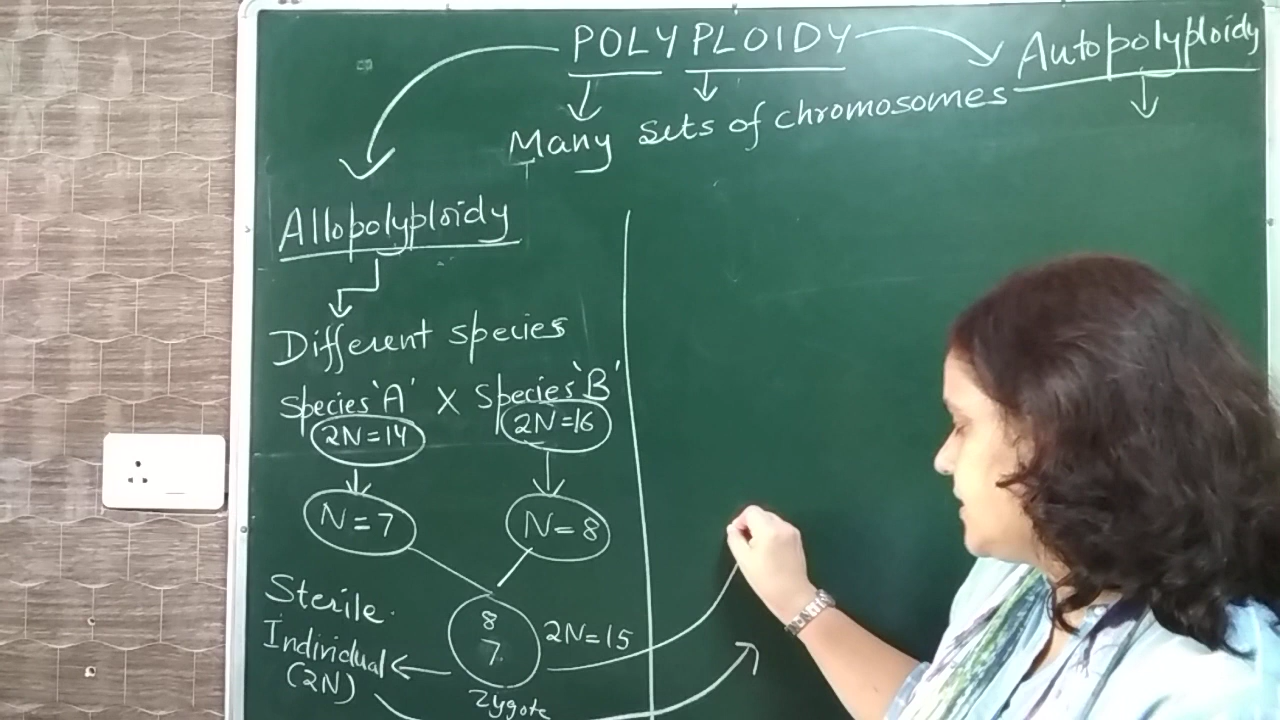 POLYPLOIDY
Autopolyploidy
Many sets of chromosomes
Allopolyploidy
Different species
Species 'A' X Species 'B'
2N=14 2N=16
N=7 N=8
Sterile.
Individual
(2N)
8
7
2N=15
Zygote